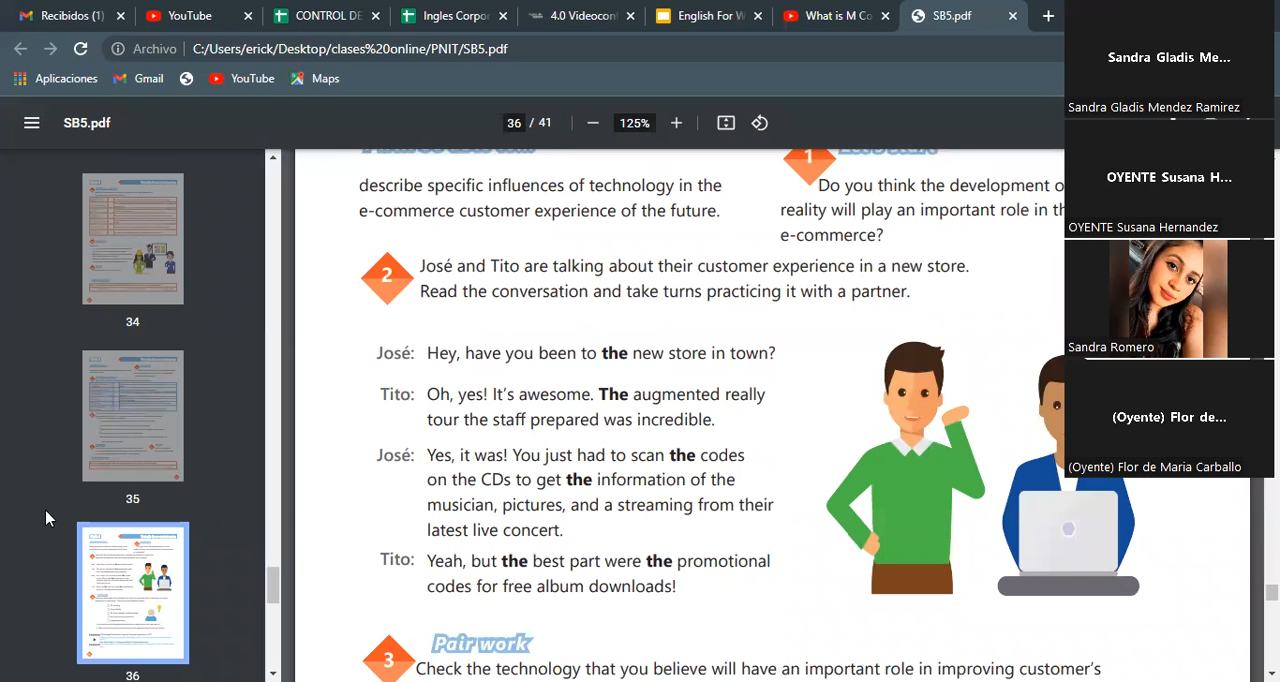 Recibidos (1)
YouTube
CONTROL DE
Ingles Corpor
4.0 Videocon
English For W
What is M Co
SB5.pdf
Archivo
C:/Users/erick/Desktop/clases%20online/PNIT/SB5.pdf
Aplicaciones
Gmail
YouTube
Maps
SB5.pdf
36 / 41
125%
34
35
36
describe specific influences of technology in the
e-commerce customer experience of the future.
1
Do you think the development o
reality will play an important role in th
e-commerce?
2
José and Tito are talking about their customer experience in a new store.
Read the conversation and take turns practicing it with a partner.
José: Hey, have you been to the new store in town?
Tito: Oh, yes! It's awesome. The augmented really
tour the staff prepared was incredible.
José: Yes, it was! You just had to scan the codes
on the CDs to get the information of the
musician, pictures, and a streaming from their
latest live concert.
Tito: Yeah, but the best part were the promotional
codes for free album downloads!
3
Pair work
Check the technology that you believe will have an important role in improving customer's
Sandra Gladis Me...
Sandra Gladis Mendez Ramirez
OYENTE Susana H...
OYENTE Susana Hernandez
Sandra Romero
(Oyente) Flor de...
(Oyente) Flor de Maria Carballo